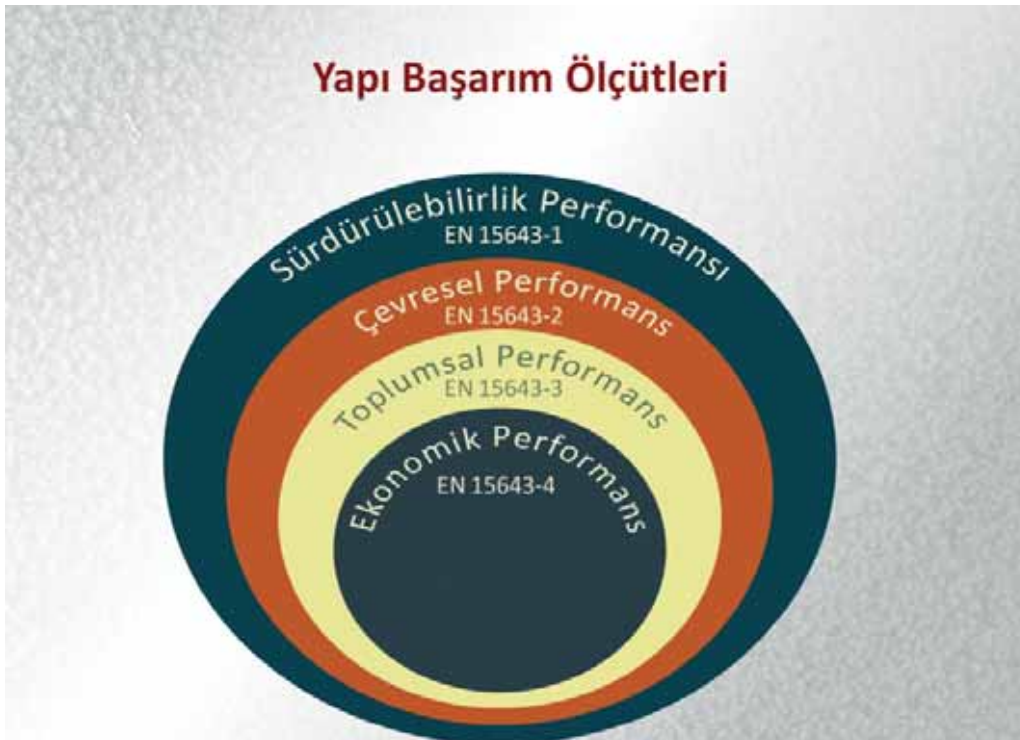 Yapı Başarım Ölçütleri
Sürdürülebilirlik Performansı
EN 15643-1
Çevresel Performans
EN 15643-2
Toplumsal Performans
EN 15643-3
Ekonomik Performans
EN 15643-4